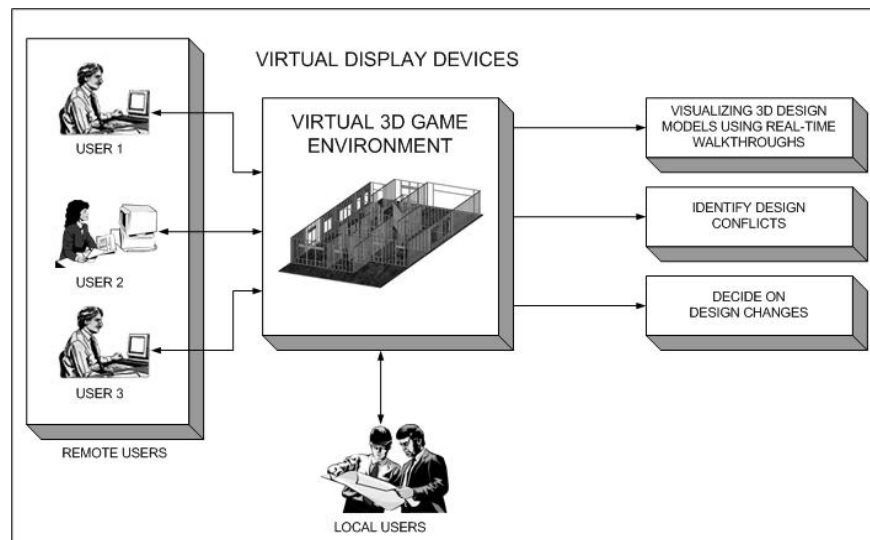 VIRTUAL DISPLAY DEVICES
USER 1
USER 2
USER 3
REMOTE USERS
VIRTUAL 3D GAME
ENVIRONMENT
LOCAL USERS
VISUALIZING 3D DESIGN
MODELS USING REAL-TIME
WALKTHROUGHS
IDENTIFY DESIGN
CONFLICTS
DECIDE ON
DESIGN CHANGES